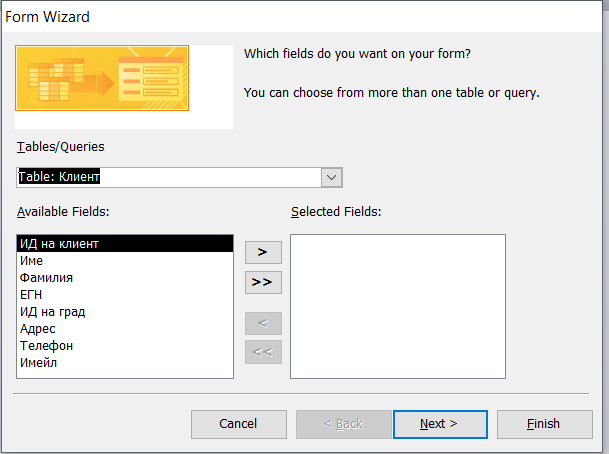 Form Wizard
Which fields do you want on your form?
You can choose from more than one table or query.
Tables/Queries
Table: Клиент
Available Fields:
Selected Fields:
ИД на клиент
Име
Фамилия
ЕГН
ИД на град
Адрес
Телефон
Имейл
>
>>
<
<<
Cancel
< Back
Next >
Finish